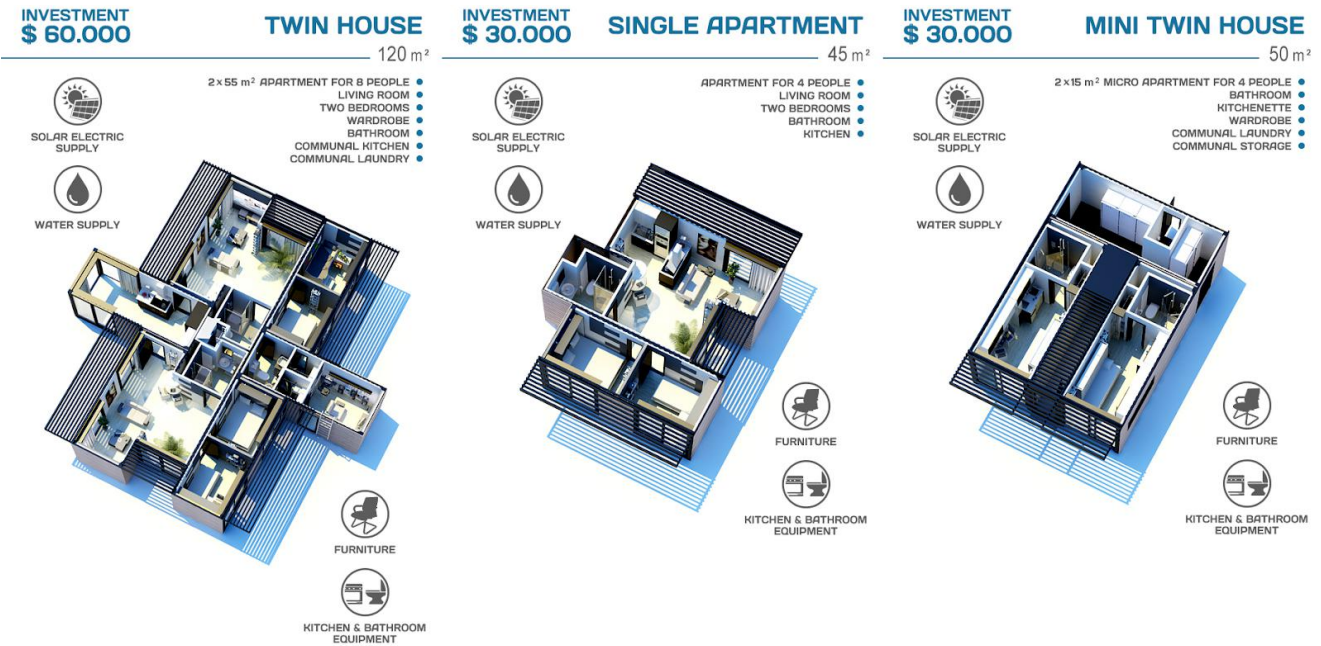 INVESTMENT
$ 60.000
TWIN HOUSE
120 m²
2x55 m² APARTMENT FOR 8 PEOPLE
LIVING ROOM
TWO BEDROOMS
WARDROBE
BATHROOM
COMMUNAL KITCHEN
COMMUNAL LAUNDRY
SOLAR ELECTRIC
SUPPLY
WATER SUPPLY
FURNITURE
KITCHEN & BATHROOM
EQUIPMENT
INVESTMENT
$ 30.000
SINGLE APARTMENT
45 m²
APARTMENT FOR 4 PEOPLE
LIVING ROOM
TWO BEDROOMS
BATHROOM
KITCHEN
SOLAR ELECTRIC
SUPPLY
WATER SUPPLY
FURNITURE
KITCHEN & BATHROOM
EQUIPMENT
INVESTMENT
$ 30.000
MINI TWIN HOUSE
50 m²
2x15 m² MICRO APARTMENT FOR 4 PEOPLE
BATHROOM
KITCHENETTE
WARDROBE
COMMUNAL LAUNDRY
COMMUNAL STORAGE
SOLAR ELECTRIC
SUPPLY
WATER SUPPLY
FURNITURE
KITCHEN & BATHROOM
EQUIPMENT